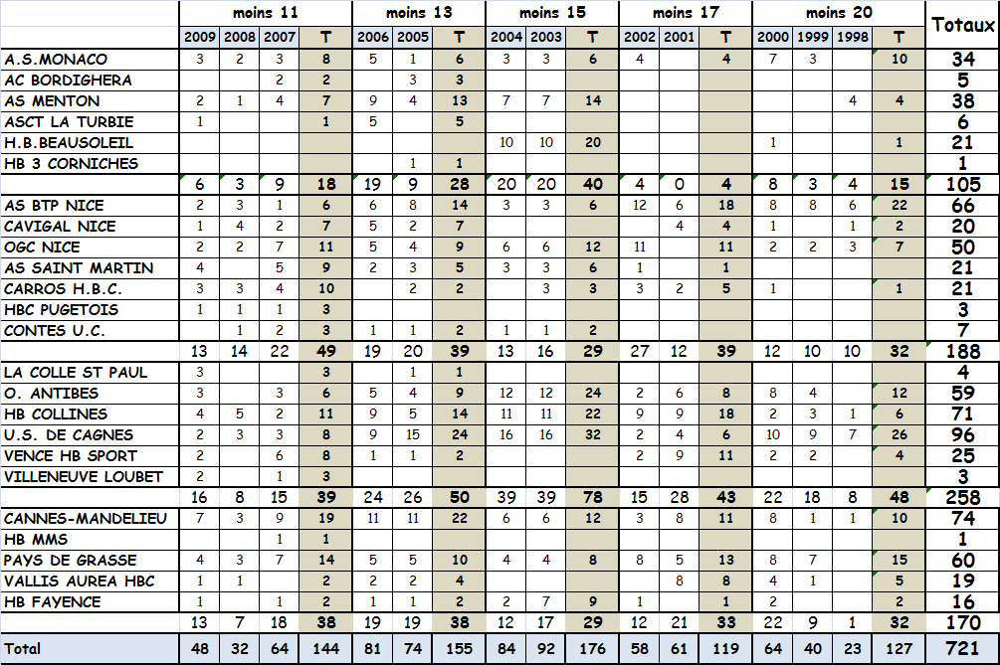 moins 11 moins 13 moins 15 moins 17 moins 20 Totaux
2009 2008 2007 T 2006 2005 T 2004 2003 T 2002 2001 T 2000 1999 1998 T
A.S.MONACO 3 2 3 8 5 1 6 3 3 6 4 4 7 3 10 34
AC BORDIGHERA 2 2 3 3 5
AS MENTON 2 1 4 7 9 4 13 7 7 14 4 4 38
ASCT LA TURBIE 1 1 5 5 6
H.B.BEAUSOLEIL 10 10 20 1 1 21
HB 3 CORNICHES 1 1 1
6 3 9 18 19 9 28 20 20 40 4 0 4 8 3 4 15 105
AS BTP NICE 2 3 1 6 6 8 14 3 3 6 12 6 18 8 8 6 22 66
CAVIGAL NICE 1 4 2 7 5 2 7 4 4 1 1 2 20
OGC NICE 2 2 7 11 5 4 9 6 6 12 11 11 2 2 3 7 50
AS SAINT MARTIN 4 5 9 2 3 5 3 3 6 1 1 21
CARROS H.B.C. 3 3 4 10 2 2 3 3 3 2 5 1 1 21
HBC PUGETOIS 1 1 1 3 3
CONTES U.C. 1 2 3 1 1 2 1 1 2 7
13 14 22 49 19 20 39 13 16 29 27 12 39 12 10 10 32 188
LA COLLE ST PAUL 3 3 1 1 4
O. ANTIBES 3 3 6 5 4 9 12 12 24 2 6 8 8 4 12 59
HB COLLINES 4 5 2 11 9 5 14 11 11 22 9 9 18 2 3 1 6 71
U.S. DE CAGNES 2 3 3 8 9 15 24 16 16 32 2 4 6 10 9 7 26 96
VENCE HB SPORT 2 6 8 1 1 2 2 9 11 2 2 4 25
VILLENEUVE LOUBET 2 1 3 3
16 8 15 39 24 26 50 39 39 78 15 28 43 22 18 8 48 258
CANNES-MANDELIEU 7 3 9 19 11 11 22 6 6 12 3 8 11 8 1 1 10 74
HB MMS 1 1 1
PAYS DE GRASSE 4 3 7 14 5 5 10 4 4 8 8 5 13 8 7 15 60
VALLIS AUREA HBC 1 1 2 2 2 4 8 8 4 1 5 19
HB FAYENCE 1 1 2 1 1 2 2 7 9 1 1 2 2 16
13 7 18 38 19 19 38 12 17 29 12 21 33 22 9 1 32 170
Total 48 32 64 144 81 74 155 84 92 176 58 61 119 64 40 23 127 721